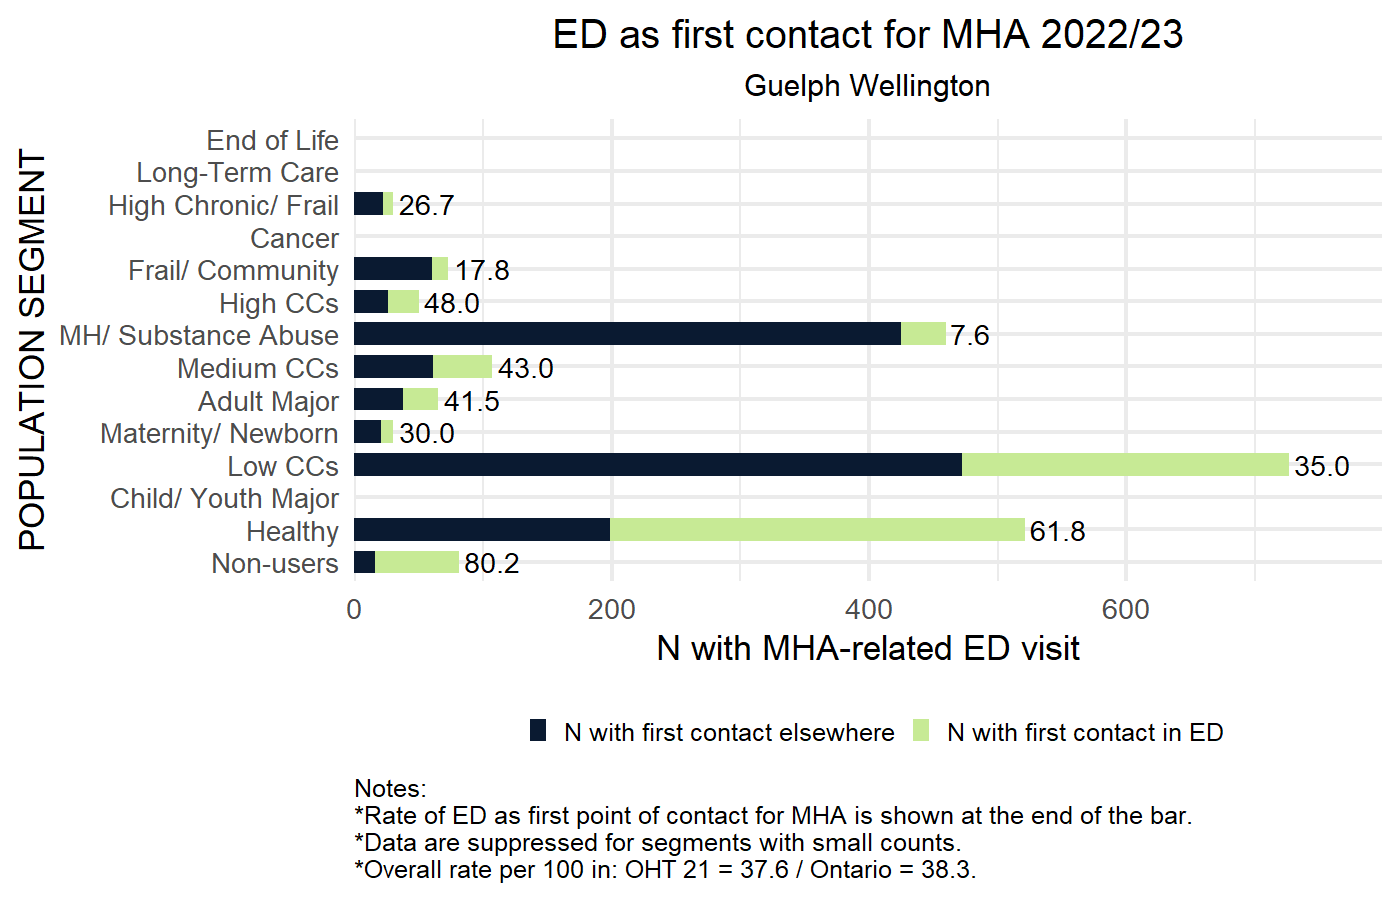 ED as first contact for MHA 2022/23
Guelph Wellington
POPULATION SEGMENT
End of Life
Long-Term Care
High Chronic/ Frail 26.7
Cancer
Frail/ Community 17.8
High CCs 48.0
MH/ Substance Abuse 7.6
Medium CCs 43.0
Adult Major 41.5
Maternity/ Newborn 30.0
Low CCs 35.0
Child/ Youth Major
Healthy 61.8
Non-users 80.2
0 200 400 600
N with MHA-related ED visit
N with first contact elsewhere N with first contact in ED
Notes:
*Rate of ED as first point of contact for MHA is shown at the end of the bar.
*Data are suppressed for segments with small counts.
*Overall rate per 100 in: OHT 21 = 37.6 / Ontario = 38.3.